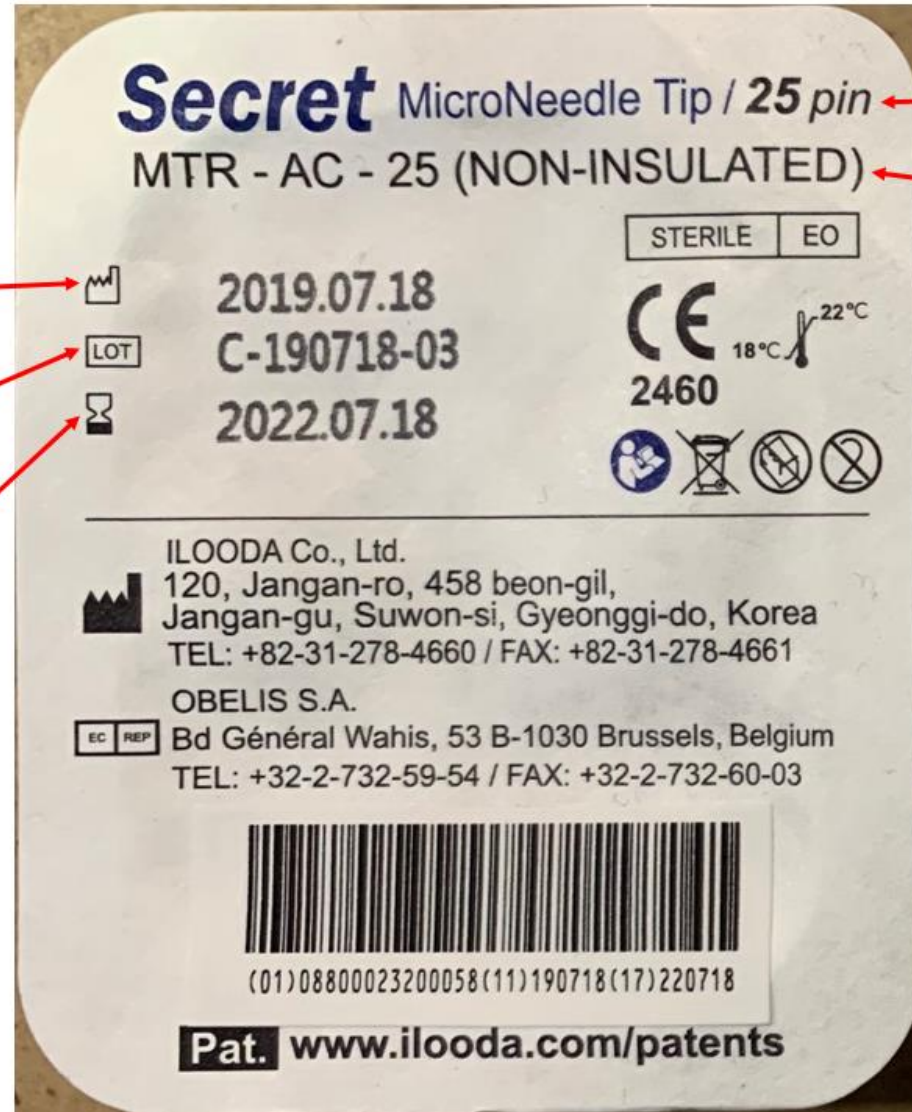 Secret MicroNeedle Tip / 25 pin
MTR - AC - 25 (NON-INSULATED)
STERILE EO
2019.07.18
LOT C-190718-03
2022.07.18
CE
2460
18°C 22°C
2
ILOODA Co., Ltd.
120, Jangan-ro, 458 beon-gil,
Jangan-gu, Suwon-si, Gyeonggi-do, Korea
TEL: +82-31-278-4660 / FAX: +82-31-278-4661
OBELIS S.A.
EC REP Bd Général Wahis, 53 B-1030 Brussels, Belgium
TEL: +32-2-732-59-54 / FAX: +32-2-732-60-03
(01)08800023200058(11)190718(17)220718
Pat. www.ilooda.com/patents